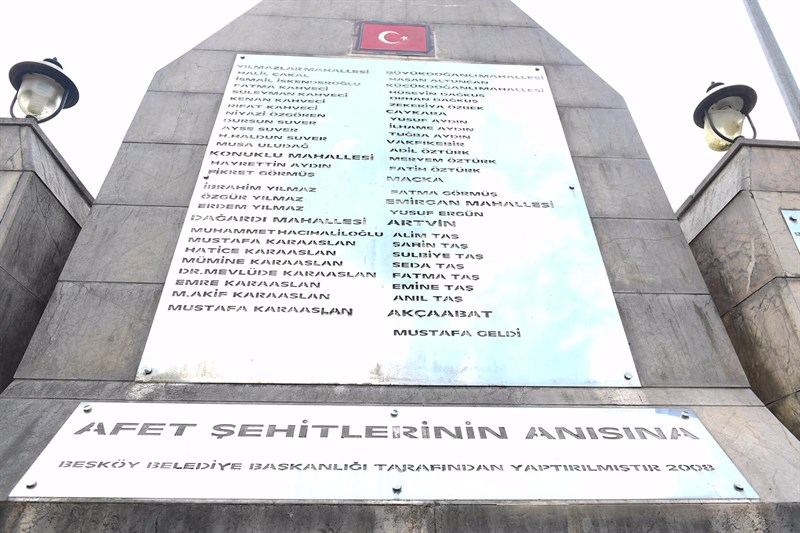 YILMAZLAR MAHALLESİ
HALİL ÇAKAL
İSMAİL İSKENDEROĞLU
FATMA KAHVECİ
SÜLEYMAN KAHVECİ
KENAN KAHVECİ
RIFAT KAHVECİ
NİYAZİ ÖZGÖREN
DURSUN SUVER
AYŞE SUVER
H.HALDUN SUVER
MUSA ULUDAĞ
KONUKLU MAHALLESİ
HAYRETTİN AYDIN
FİKRET GÖRMÜŞ
İBRAHİM YILMAZ
ÖZGÜR YILMAZ
ERDEM YILMAZ
DAĞARDI MAHALLESİ
MUHAMMET HACIHALİLOĞLU
MUSTAFA KARAASLAN
HATİCE KARAASLAN
MÜMİNE KARAASLAN
DR.MEVLÜDE KARAASLAN
EMRE KARAASLAN
M.AKİF KARAASLAN
MUSTAFA KARAASLAN
BÜYÜKDOĞANLI MAHALLESİ
HASAN ALTUNCAN
KÜÇÜKDOĞANLI MAHALLESİ
HÜSEYİN DAĞKUŞ
ORHAN DAĞKUŞ
ZEKERİYA ÖZBEK
ÇAYKARA
YUSUF AYDIN
İLHAME AYDIN
TUĞBA AYDIN
VAKFIKEBİR
ADİL ÖZTÜRK
MERYEM ÖZTÜRK
FATİH ÖZTÜRK
MAÇKA
FATMA GÖRMÜŞ
EMİRGAN MAHALLESİ
YUSUF ERGÜN
ARTVİN
ALİM TAŞ
SAHİN TAŞ
SULBİYE TAŞ
SEDA TAŞ
FATMA TAŞ
EMİNE TAŞ
ANIL TAŞ
AKÇAABAT
MUSTAFA GELDİ
AFET ŞEHİTLERİNİN ANISINA
BEŞKÖY BELEDİYE BAŞKANLIĞI TARAFINDAN YAPTIRILMIŞTIR 2008